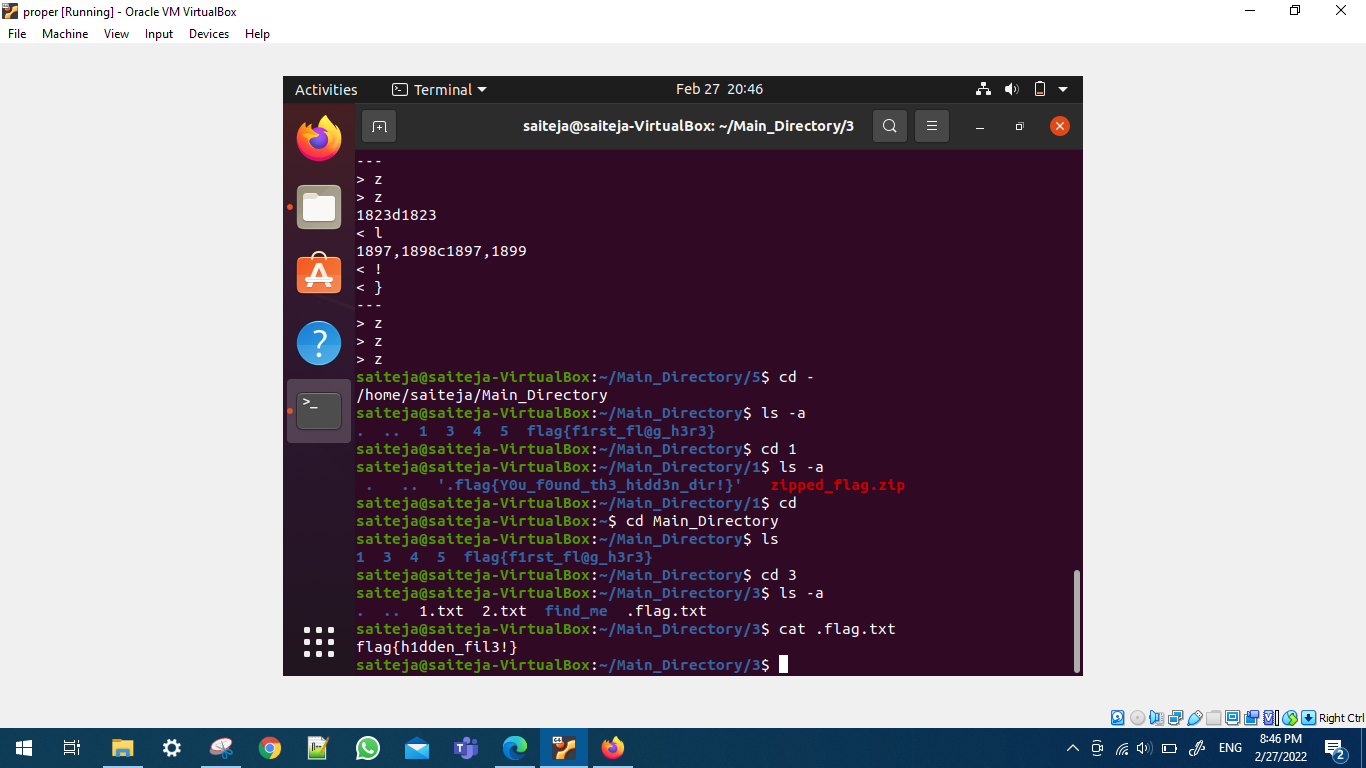 proper [Running] - Oracle VM VirtualBox
File Machine View Input Devices Help
Activities Terminal Feb 27 20:46
saiteja@saiteja-VirtualBox: ~/Main_Directory/3
---
> z
> z
1823d1823
< l
1897,1898c1897,1899
< !
< }
---
> z
> z
> z
saiteja@saiteja-VirtualBox:~/Main_Directory/5$ cd -
/home/saiteja/Main_Directory
saiteja@saiteja-VirtualBox:~/Main_Directory$ ls -a
. .. 1 3 4 5 flag{f1rst_fl@g_h3r3}
saiteja@saiteja-VirtualBox:~/Main_Directory$ cd 1
saiteja@saiteja-VirtualBox:~/Main_Directory/1$ ls -a
. .. '.flag{Y0u_f0und_th3_hidd3n_dir!}' zipped_flag.zip
saiteja@saiteja-VirtualBox:~/Main_Directory/1$ cd
saiteja@saiteja-VirtualBox:~$ cd Main_Directory
saiteja@saiteja-VirtualBox:~/Main_Directory$ ls
1 3 4 5 flag{f1rst_fl@g_h3r3}
saiteja@saiteja-VirtualBox:~/Main_Directory$ cd 3
saiteja@saiteja-VirtualBox:~/Main_Directory/3$ ls -a
. .. 1.txt 2.txt find_me .flag.txt
saiteja@saiteja-VirtualBox:~/Main_Directory/3$ cat .flag.txt
flag{h1dden_fil3!}
saiteja@saiteja-VirtualBox:~/Main_Directory/3$
Right Ctrl
ENG
8:46 PM
2/27/2022
2